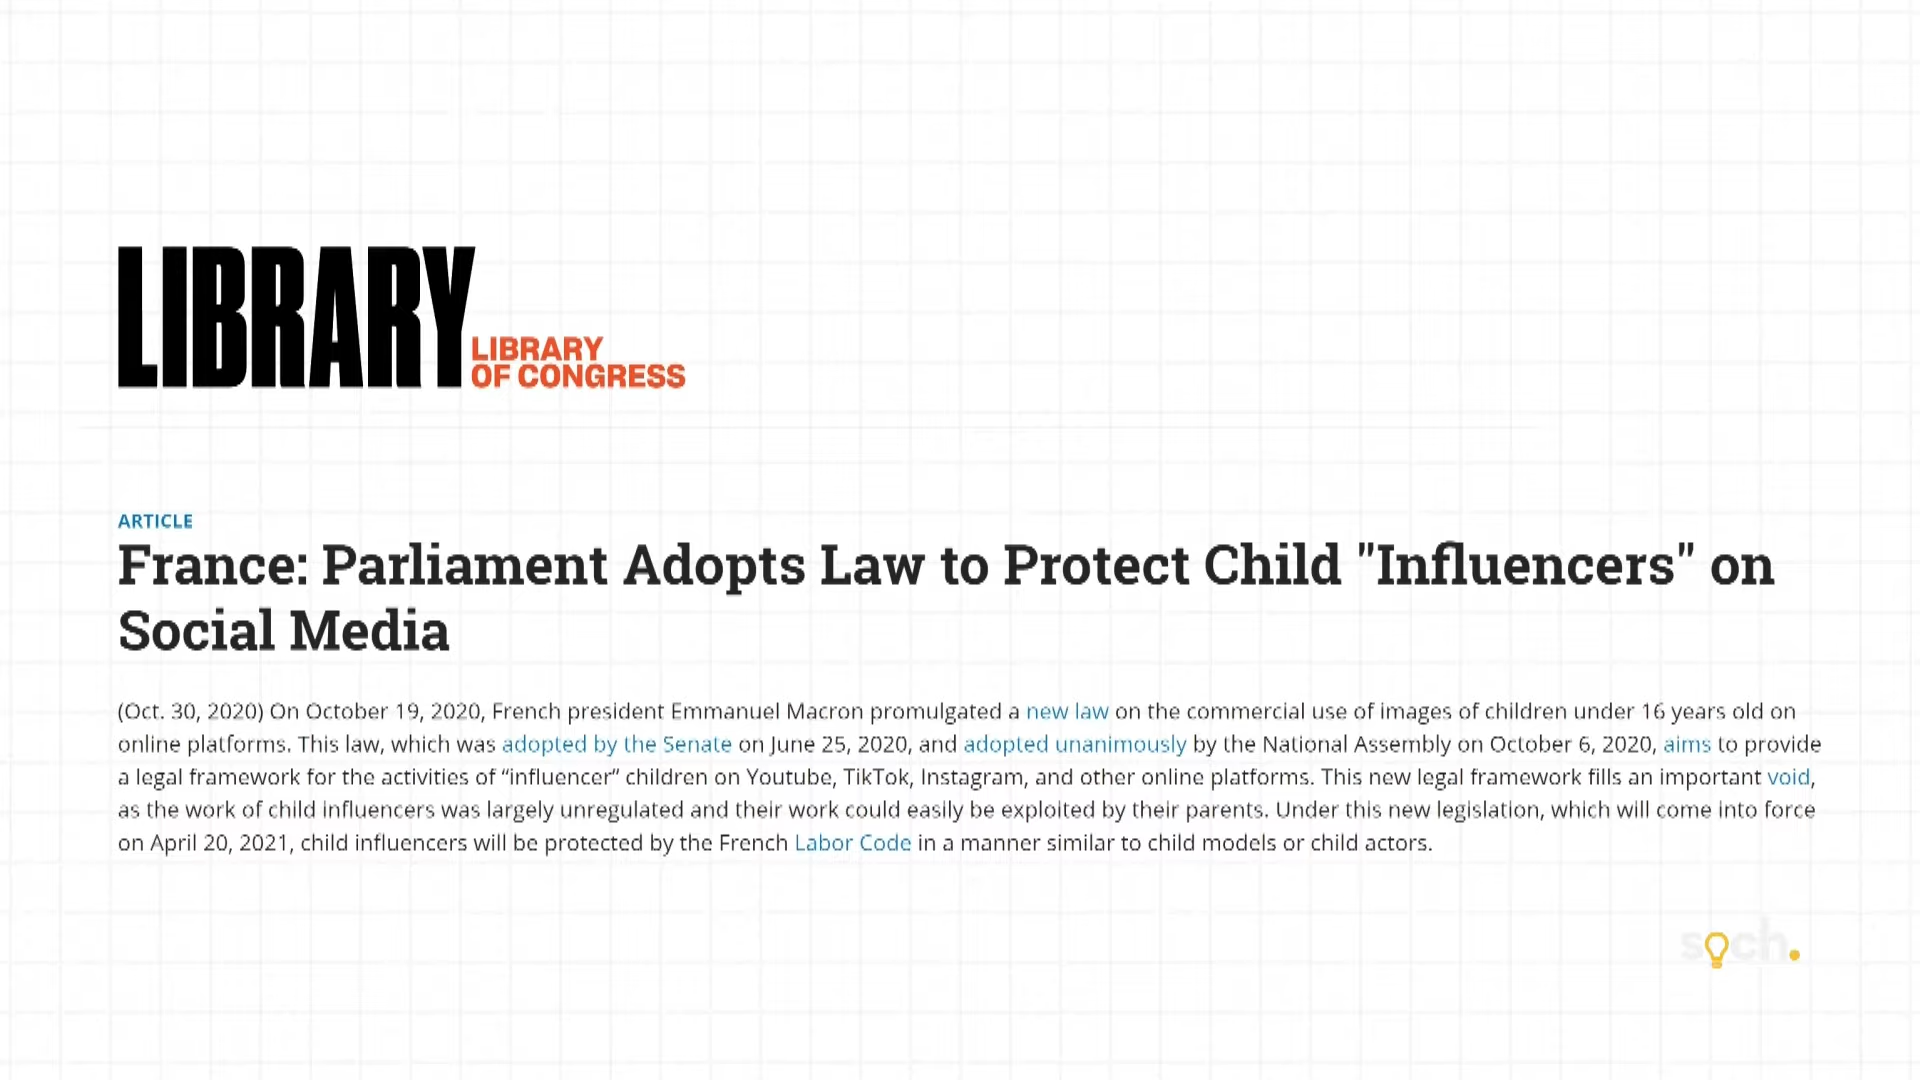 LIBRARY
LIBRARY
OF CONGRESS
ARTICLE
France: Parliament Adopts Law to Protect Child "Influencers" on
Social Media
(Oct. 30, 2020) On October 19, 2020, French president Emmanuel Macron promulgated a new law on the commercial use of images of children under 16 years old on
online platforms. This law, which was adopted by the Senate on June 25, 2020, and adopted unanimously by the National Assembly on October 6, 2020, aims to provide
a legal framework for the activities of “influencer” children on Youtube, TikTok, Instagram, and other online platforms. This new legal framework fills an important void,
as the work of child influencers was largely unregulated and their work could easily be exploited by their parents. Under this new legislation, which will come into force
on April 20, 2021, child influencers will be protected by the French Labor Code in a manner similar to child models or child actors.
soch.